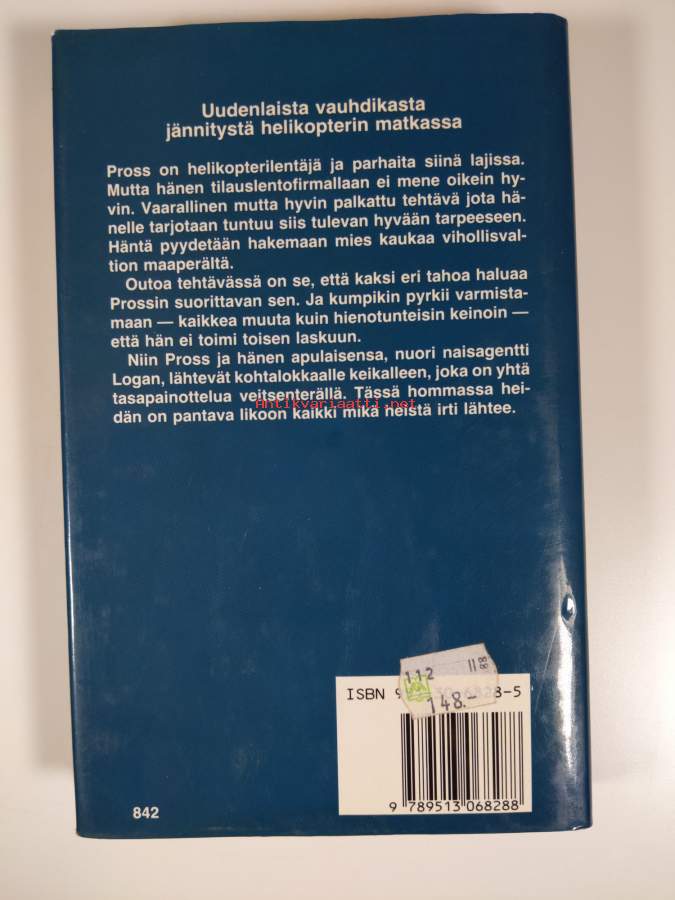 Uudenlaista vauhdikasta
jännitystä helikopterin matkassa
Pross on helikopterilentäjä ja parhaita siinä lajissa.
Mutta hänen tilauslentofirmallaan ei mene oikein hy-
vin. Vaarallinen mutta hyvin palkattu tehtävä jota hä-
nelle tarjotaan tuntuu siis tulevan hyvään tarpeeseen.
Häntä pyydetään hakemaan mies kaukaa vihollisval-
tion maaperältä.
Outoa tehtävässä on se, että kaksi eri tahoa haluaa
Prossin suorittavan sen. Ja kumpikin pyrkii varmista-
maan — kaikkea muuta kuin hienotunteisin keinoin —
että hän ei toimi toisen laskuun.
Niin Pross ja hänen apulaisensa, nuori naisagentti
Logan, lähtevät kohtalokkaalle keikalleen, joka on yhtä
tasapainottelua veitsenterällä. Tässä hommassa hei-
dän on pantava likoon kaikki mikä heistä irti lähtee.
Antikvariaatti.net
112 11 88
148.-
ISBN 9 8-5
9 789513 068288
842